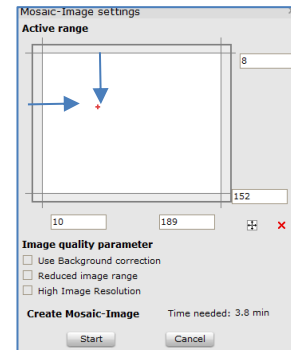 Mosaic-Image settings
Active range
8
152
10 189
Image quality parameter
Use Background correction
Reduced image range
High Image Resolution
Create Mosaic-Image Time needed: 3.8 min
Start Cancel